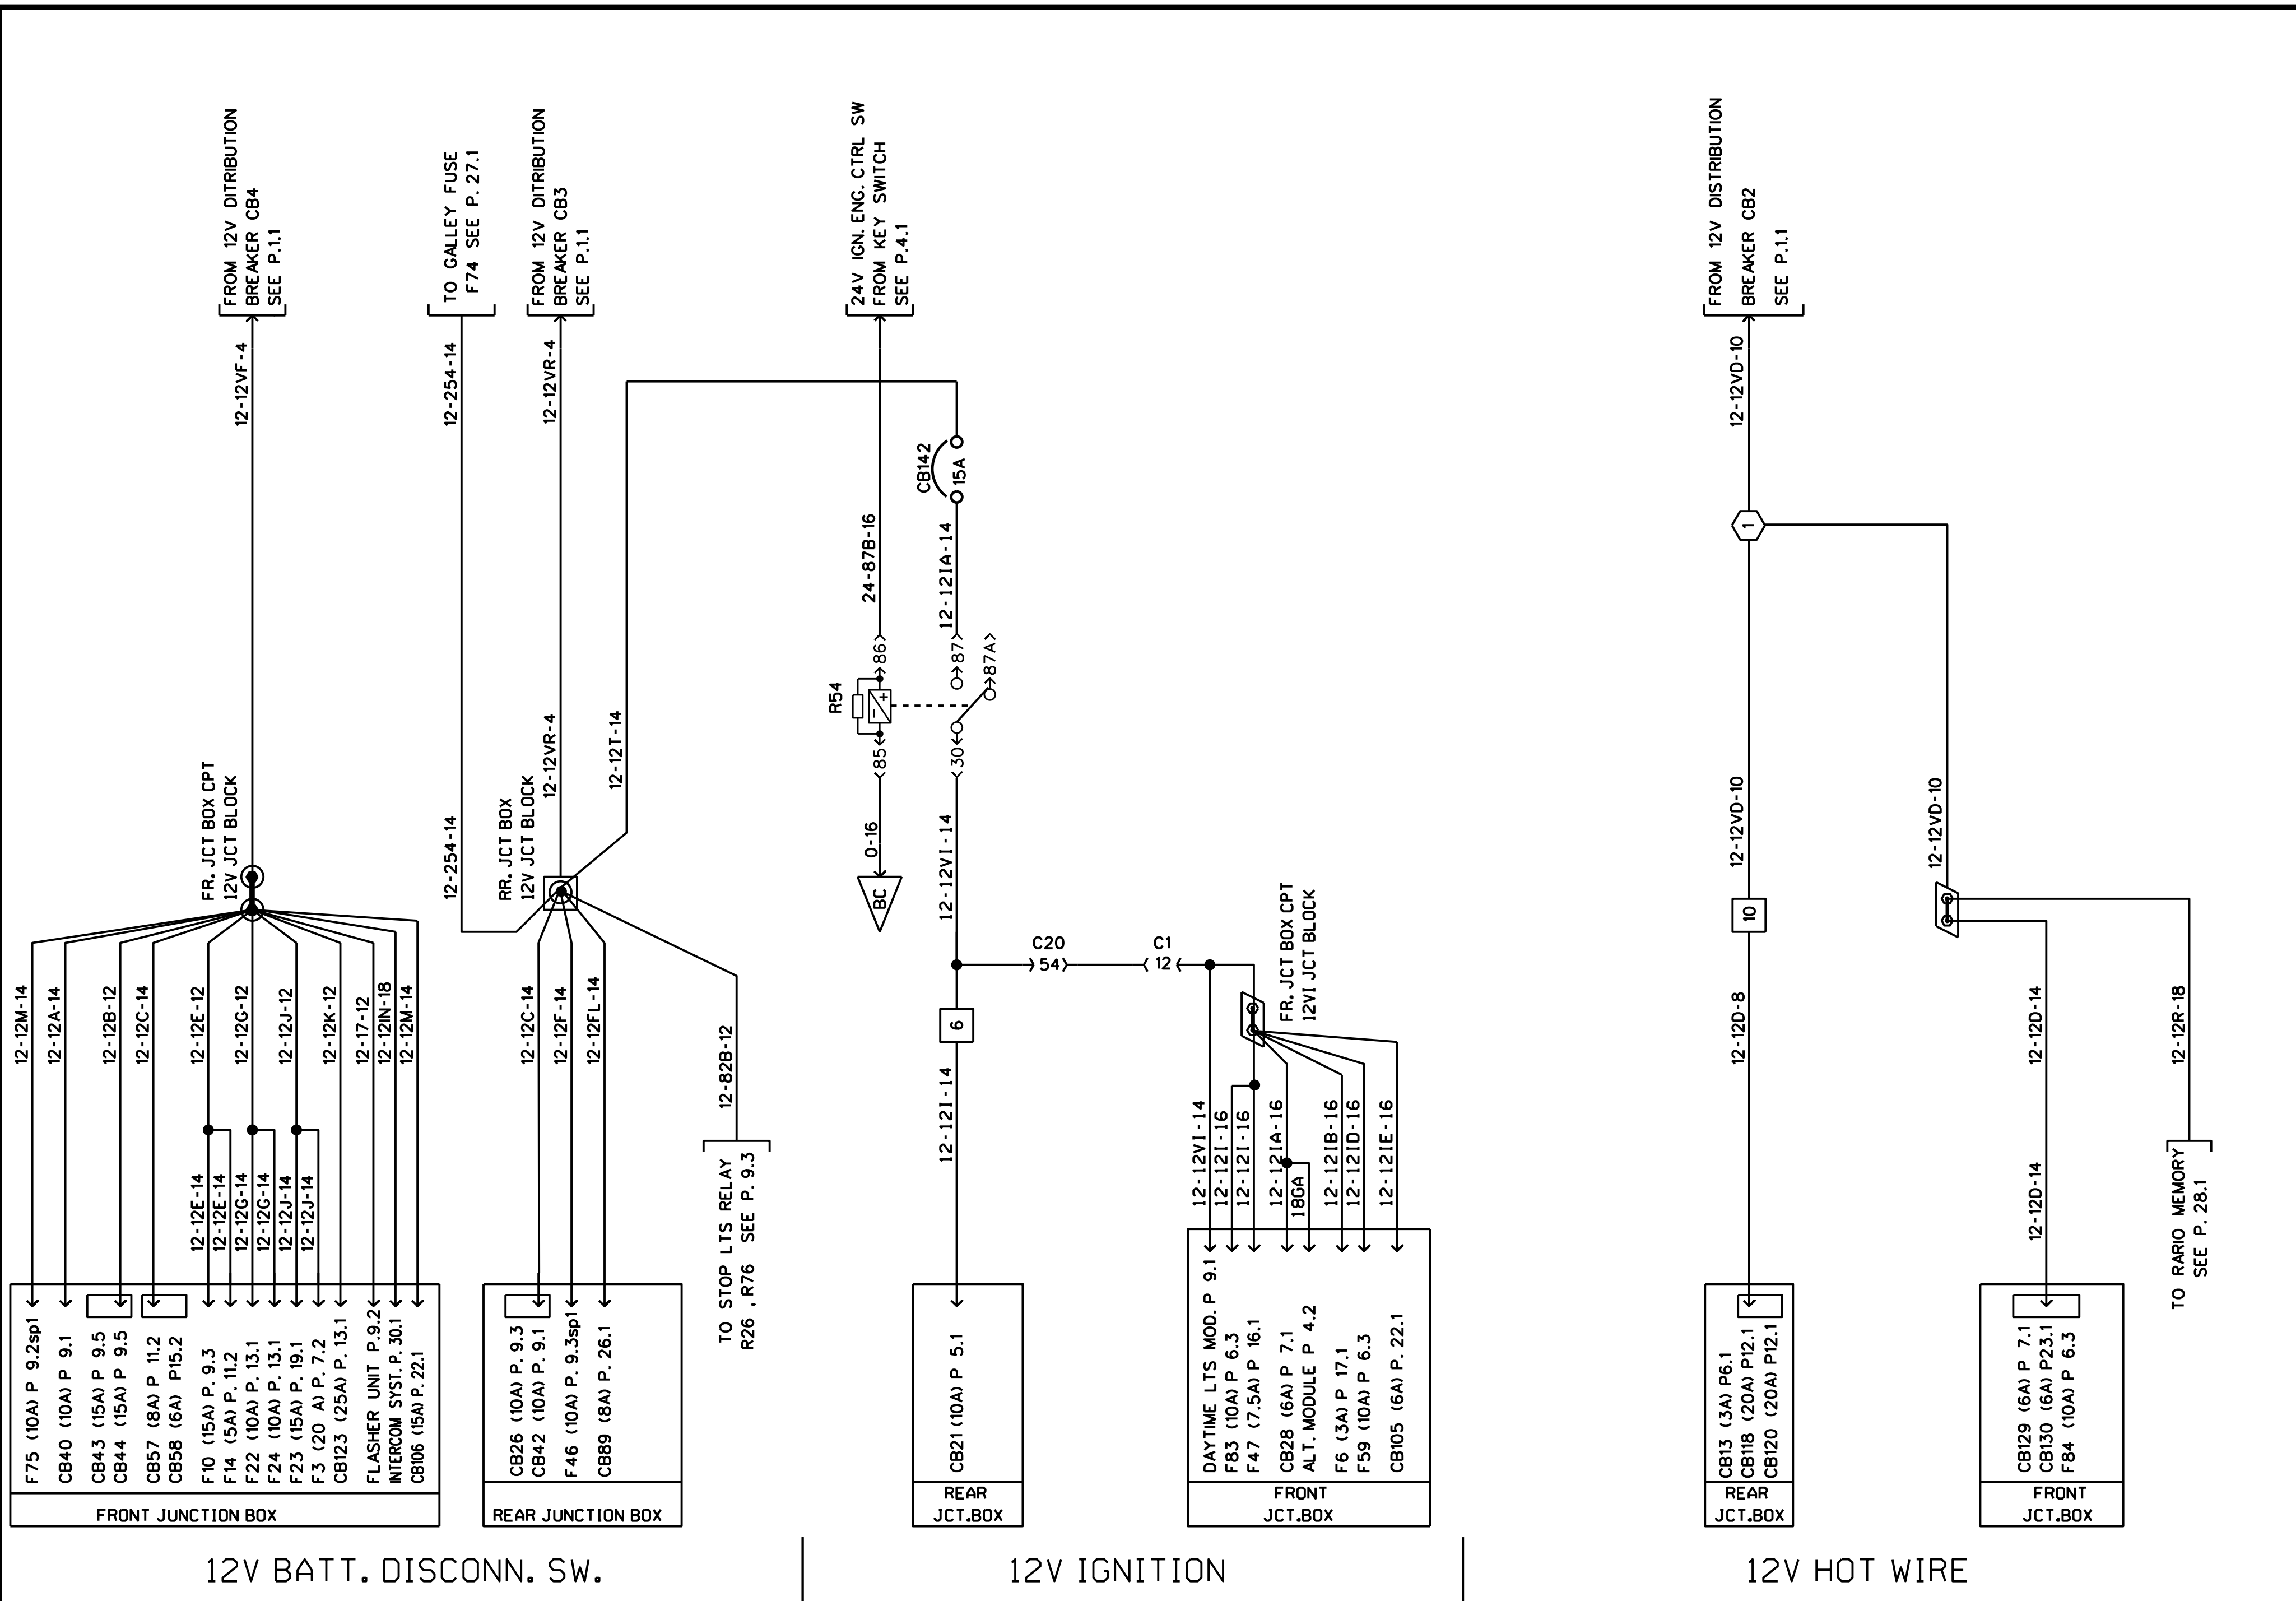 FROM 12V DITRIBUTION
BREAKER CB4
SEE P.1.1
TO GALLEY FUSE
F74 SEE P. 27.1
FROM 12V DITRIBUTION
BREAKER CB3
SEE P.1.1
24V IGN. ENG. CTRL SW
FROM KEY SWITCH
SEE P.4.1
FROM 12V DISTRIBUTION
BREAKER CB2
SEE P.1.1
12-12VF-4
12-254-14
12-12VR-4
12-12VD-10
CB142
15A
24-87B-16
12-12IA-14
1
R54
86
87
87A
85
30
FR. JCT BOX CPT
12V JCT BLOCK
12-254-14
RR. JCT BOX
12V JCT BLOCK
12-12VR-4
12-12T-14
0-16
BC
12-12VI-14
12-12VD-10
12-12VD-10
10
C20
54
C1
12
FR. JCT BOX CPT
12VI JCT BLOCK
6
12-12M-14
12-12A-14
12-12B-12
12-12C-14
12-12E-12
12-12G-12
12-12J-12
12-12K-12
12-17-12
12-12IN-18
12-12M-14
12-12C-14
12-12F-14
12-12FL-14
12-82B-12
12-12I-14
12-12D-8
12-12D-14
12-12R-18
12-12E-14
12-12E-14
12-12G-14
12-12G-14
12-12J-14
12-12J-14
TO STOP LTS RELAY
R26 , R76 SEE P. 9.3
12-12VI-14
12-12I-16
12-12I-16
12-12IA-16
18GA
12-12IB-16
12-12ID-16
12-12IE-16
12-12D-14
TO RARIO MEMORY
SEE P. 28.1
F75 (10A) P 9.2sp1
CB40 (10A) P 9.1
CB43 (15A) P 9.5
CB44 (15A) P 9.5
CB57 (8A) P 11.2
CB58 (6A) P15.2
F10 (15A) P. 9.3
F14 (5A) P. 11.2
F22 (10A) P. 13.1
F24 (10A) P. 13.1
F23 (15A) P. 19.1
F3 (20 A) P. 7.2
CB123 (25A) P. 13.1
FLASHER UNIT P.9.2
INTERCOM SYST. P. 30.1
CB106 (15A) P. 22.1
FRONT JUNCTION BOX
CB26 (10A) P. 9.3
CB42 (10A) P. 9.1
F46 (10A) P. 9.3sp1
CB89 (8A) P. 26.1
REAR JUNCTION BOX
CB21 (10A) P 5.1
REAR
JCT.BOX
DAYTIME LTS MOD. P 9.1
F83 (10A) P 6.3
F47 (7.5A) P 16.1
CB28 (6A) P 7.1
ALT. MODULE P 4.2
F6 (3A) P 17.1
F59 (10A) P 6.3
CB105 (6A) P. 22.1
FRONT
JCT.BOX
CB13 (3A) P6.1
CB118 (20A) P12.1
CB120 (20A) P12.1
REAR
JCT.BOX
CB129 (6A) P 7.1
CB130 (6A) P23.1
F84 (10A) P 6.3
FRONT
JCT.BOX
12V BATT. DISCONN. SW.
12V IGNITION
12V HOT WIRE